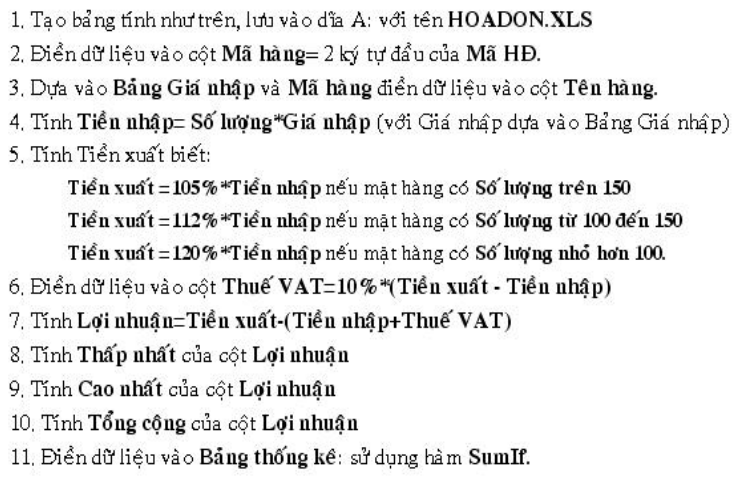 1. Tạo bảng tính như trên, lưu vào dĩa A: với tên HOADON.XLS
2. Điền dữ liệu vào cột Mã hàng= 2 ký tự đầu của Mã HĐ.
3. Dựa vào Bảng Giá nhập và Mã hàng điền dữ liệu vào cột Tên hàng.
4. Tính Tiền nhập= Số lượng*Giá nhập (với Giá nhập dựa vào Bảng Giá nhập)
5. Tính Tiền xuất biết:
Tiền xuất =105%*Tiền nhập nếu mặt hàng có Số lượng trên 150
Tiền xuất =112%*Tiền nhập nếu mặt hàng có Số lượng từ 100 đến 150
Tiền xuất =120%*Tiền nhập nếu mặt hàng có Số lượng nhỏ hơn 100.
6. Điền dữ liệu vào cột Thuế VAT=10%*(Tiền xuất - Tiền nhập)
7. Tính Lợi nhuận=Tiền xuất-(Tiền nhập+Thuế VAT)
8. Tính Thấp nhất của cột Lợi nhuận
9. Tính Cao nhất của cột Lợi nhuận
10. Tính Tổng cộng của cột Lợi nhuận
11. Điền dữ liệu vào Bảng thống kê: sử dụng hàm SumIf.